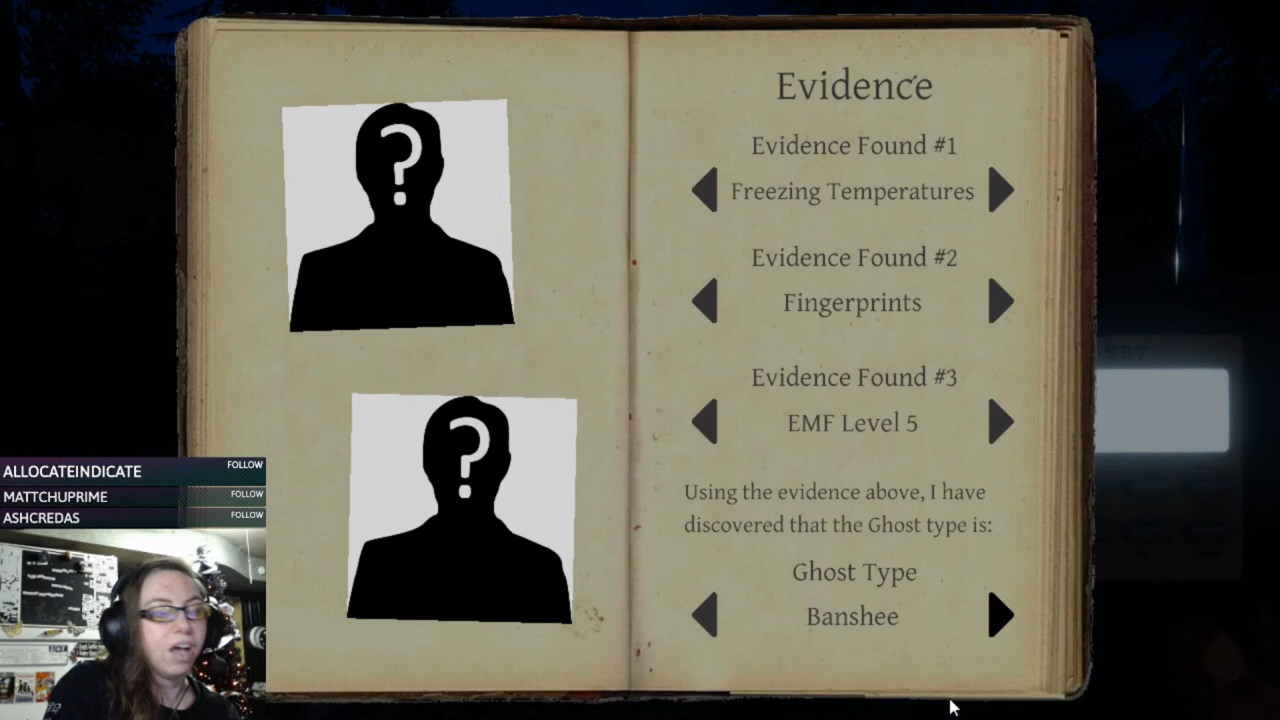 Evidence
Evidence Found #1
Freezing Temperatures
Evidence Found #2
Fingerprints
Evidence Found #3
EMF Level 5
Using the evidence above, I have
discovered that the Ghost type is:
Ghost Type
Banshee
?
?
ALLOCATEINDICATE FOLLOW
MATTCHUPRIME FOLLOW
ASHCREDAS FOLLOW